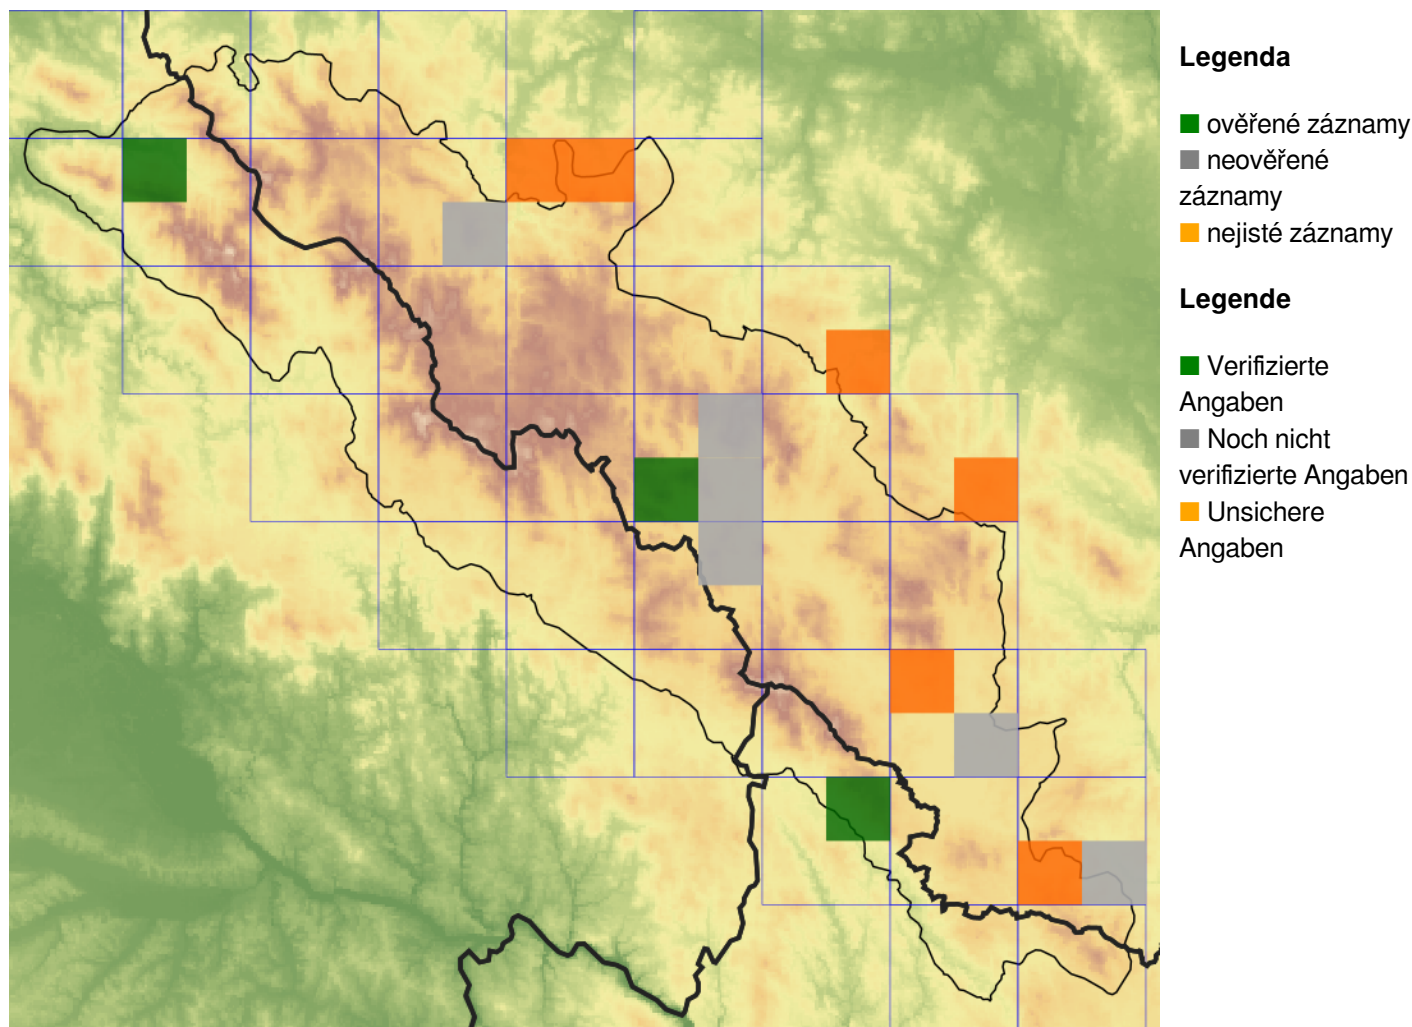 Legenda
ověřené záznamy
neověřené
záznamy
nejisté záznamy
Legende
Verifizierte
Angaben
Noch nicht
verifizierte Angaben
Unsichere
Angaben